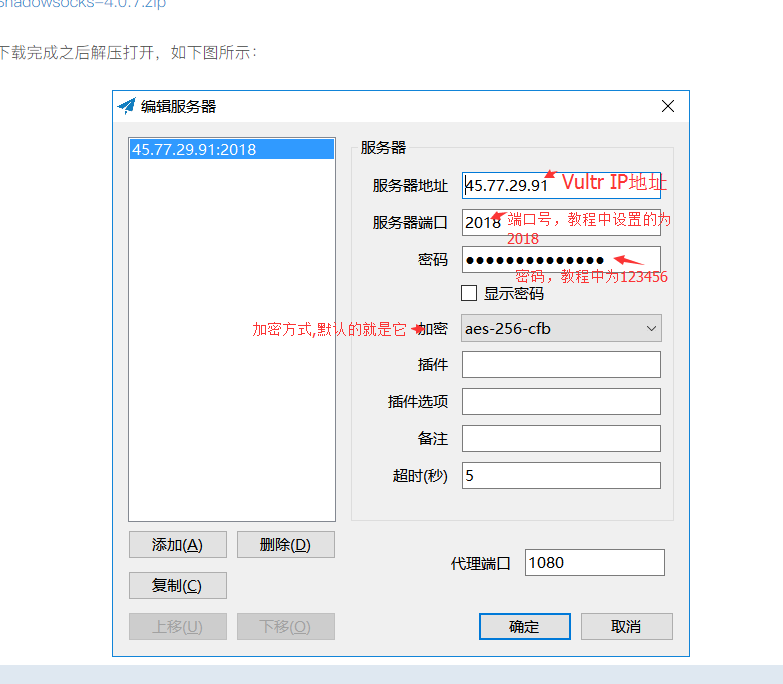 Shadowsocks-4.0.7.zip
下载完成之后解压打开，如下图所示：
编辑服务器
45.77.29.91:2018
服务器
服务器地址 45.77.29.91 Vultr IP地址
服务器端口 2018 端口号，教程中设置的为
2018
密码 ●●●●●●●●●●●●●●
密码，教程中为123456
显示密码
加密方式,默认的就是它 加密 aes-256-cfb
插件
插件选项
备注
超时(秒) 5
添加(A) 删除(D)
代理端口 1080
复制(C)
上移(U) 下移(O) 确定 取消